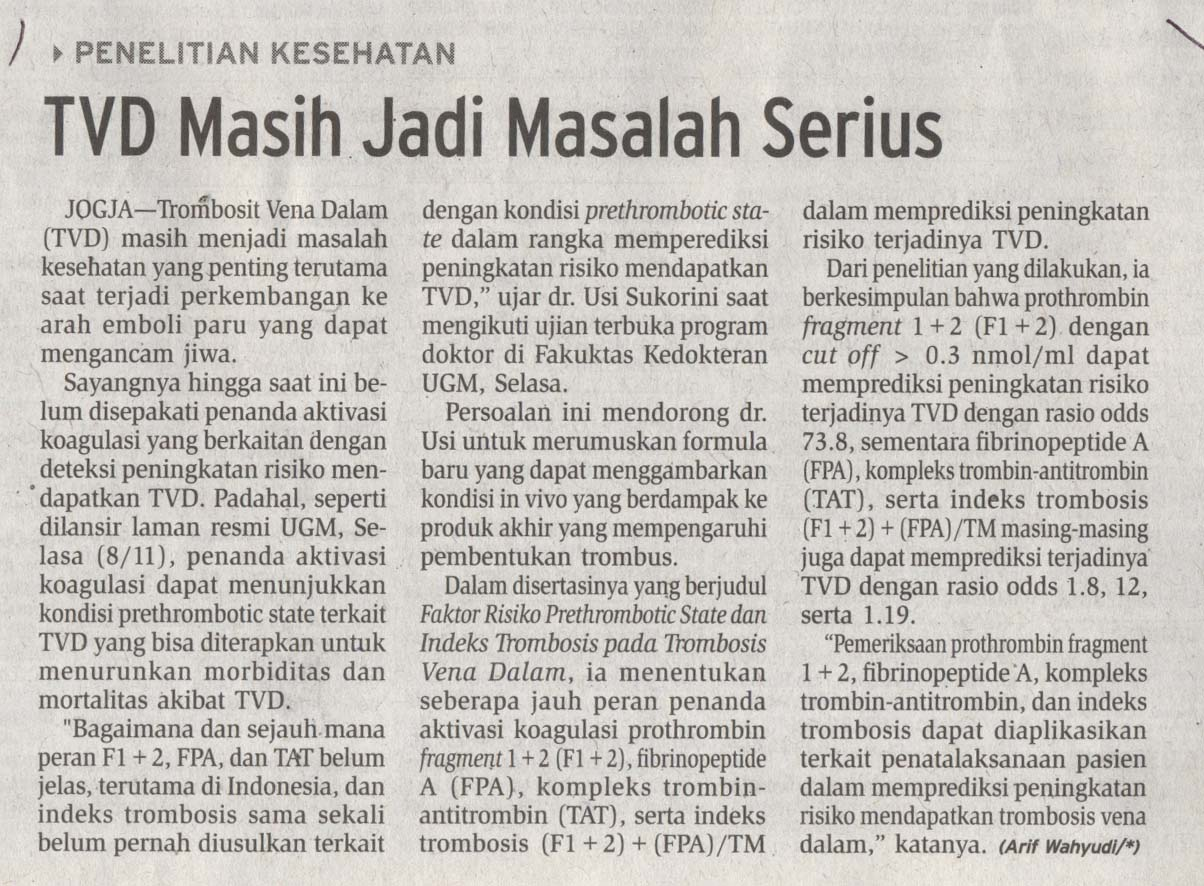 PENELITIAN KESEHATAN
TVD Masih Jadi Masalah Serius
JOGJA—Trombosit Vena Dalam
(TVD) masih menjadi masalah
kesehatan yang penting terutama
saat terjadi perkembangan ke
arah emboli paru yang dapat
mengancam jiwa.
Sayangnya hingga saat ini be-
lum disepakati penanda aktivasi
koagulasi yang berkaitan dengan
deteksi peningkatan risiko men-
dapatkan TVD. Padahal, seperti
dilansir laman resmi UGM, Se-
lasa (8/11), penanda aktivasi
koagulasi dapat menunjukkan
kondisi prethrombotic state terkait
TVD yang bisa diterapkan untuk
menurunkan morbiditas dan
mortalitas akibat TVD.
"Bagaimana dan sejauh mana
peran F1+2, FPA, dan TAT belum
jelas, terutama di Indonesia, dan
indeks trombosis sama sekali
belum pernah diusulkan terkait
dengan kondisi prethrombotic sta-
te dalam rangka memperediksi
peningkatan risiko mendapatkan
TVD,” ujar dr. Usi Sukorini saat
mengikuti ujian terbuka program
doktor di Fakuktas Kedokteran
UGM, Selasa.
Persoalan ini mendorong dr.
Usi untuk merumuskan formula
baru yang dapat menggambarkan
kondisi in vivo yang berdampak ke
produk akhir yang mempengaruhi
pembentukan trombus.
Dalam disertasinya yang berjudul
Faktor Risiko Prethrombotic State dan
Indeks Trombosis pada Trombosis
Vena Dalam, ia menentukan
seberapa jauh peran penanda
aktivasi koagulasi prothrombin
fragment 1+2 (F1+2), fibrinopeptide
A (FPA), kompleks trombin-
antitrombin (TAT), serta indeks
trombosis (F1+2)+(FPA)/TM
dalam memprediksi peningkatan
risiko terjadinya TVD.
Dari penelitian yang dilakukan, ia
berkesimpulan bahwa prothrombin
fragment 1+2 (F1+2) dengan
cut off > 0.3 nmol/ml dapat
memprediksi peningkatan risiko
terjadinya TVD dengan rasio odds
73.8, sementara fibrinopeptide A
(FPA), kompleks trombin-antitrombin
(TAT), serta indeks trombosis
(F1+2)+(FPA)/TM masing-masing
juga dapat memprediksi terjadinya
TVD dengan rasio odds 1.8, 12,
serta 1.19.
“Pemeriksaan prothrombin fragment
1+2, fibrinopeptide A, kompleks
trombin-antitrombin, dan indeks
trombosis dapat diaplikasikan
terkait penatalaksanaan pasien
dalam memprediksi peningkatan
risiko mendapatkan trombosis vena
dalam,” katanya. (Arif Wahyudi/*)